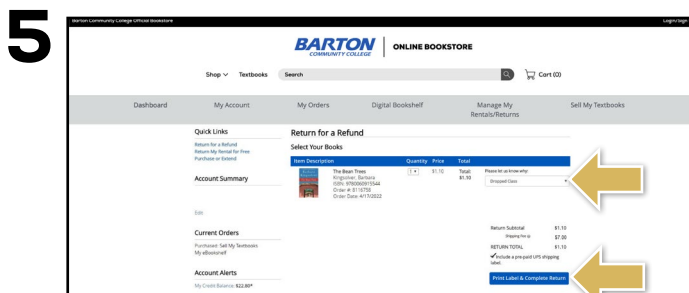 5
Barton Community College Official Bookstore
Login/Sign
BARTON
COMMUNITY COLLEGE
ONLINE BOOKSTORE
Shop
Textbooks
Search
Cart (0)
Dashboard
My Account
My Orders
Digital Bookshelf
Manage My
Rentals/Returns
Sell My Textbooks
Quick Links
Return for a Refund
Return My Rental for Free
Purchase or Extend
Account Summary
Edit
Current Orders
Purchased: Sell My Textbooks
My eBookshelf
Account Alerts
My Credit Balance: $22.80*
Return for a Refund
Select Your Books
Item Description Quantity Price Total
The Bean Trees
Kingsolver, Barbara
ISBN: 9780060915544
Order #: 8116758
Order Date: 4/17/2022
1
$1.10
Total:
$1.10
Please let us know why:
Dropped Class
Return Subtotal $1.10
Shipping Fee $7.00
RETURN TOTAL $1.10
Include a pre-paid UPS shipping
label.
Print Label & Complete Return